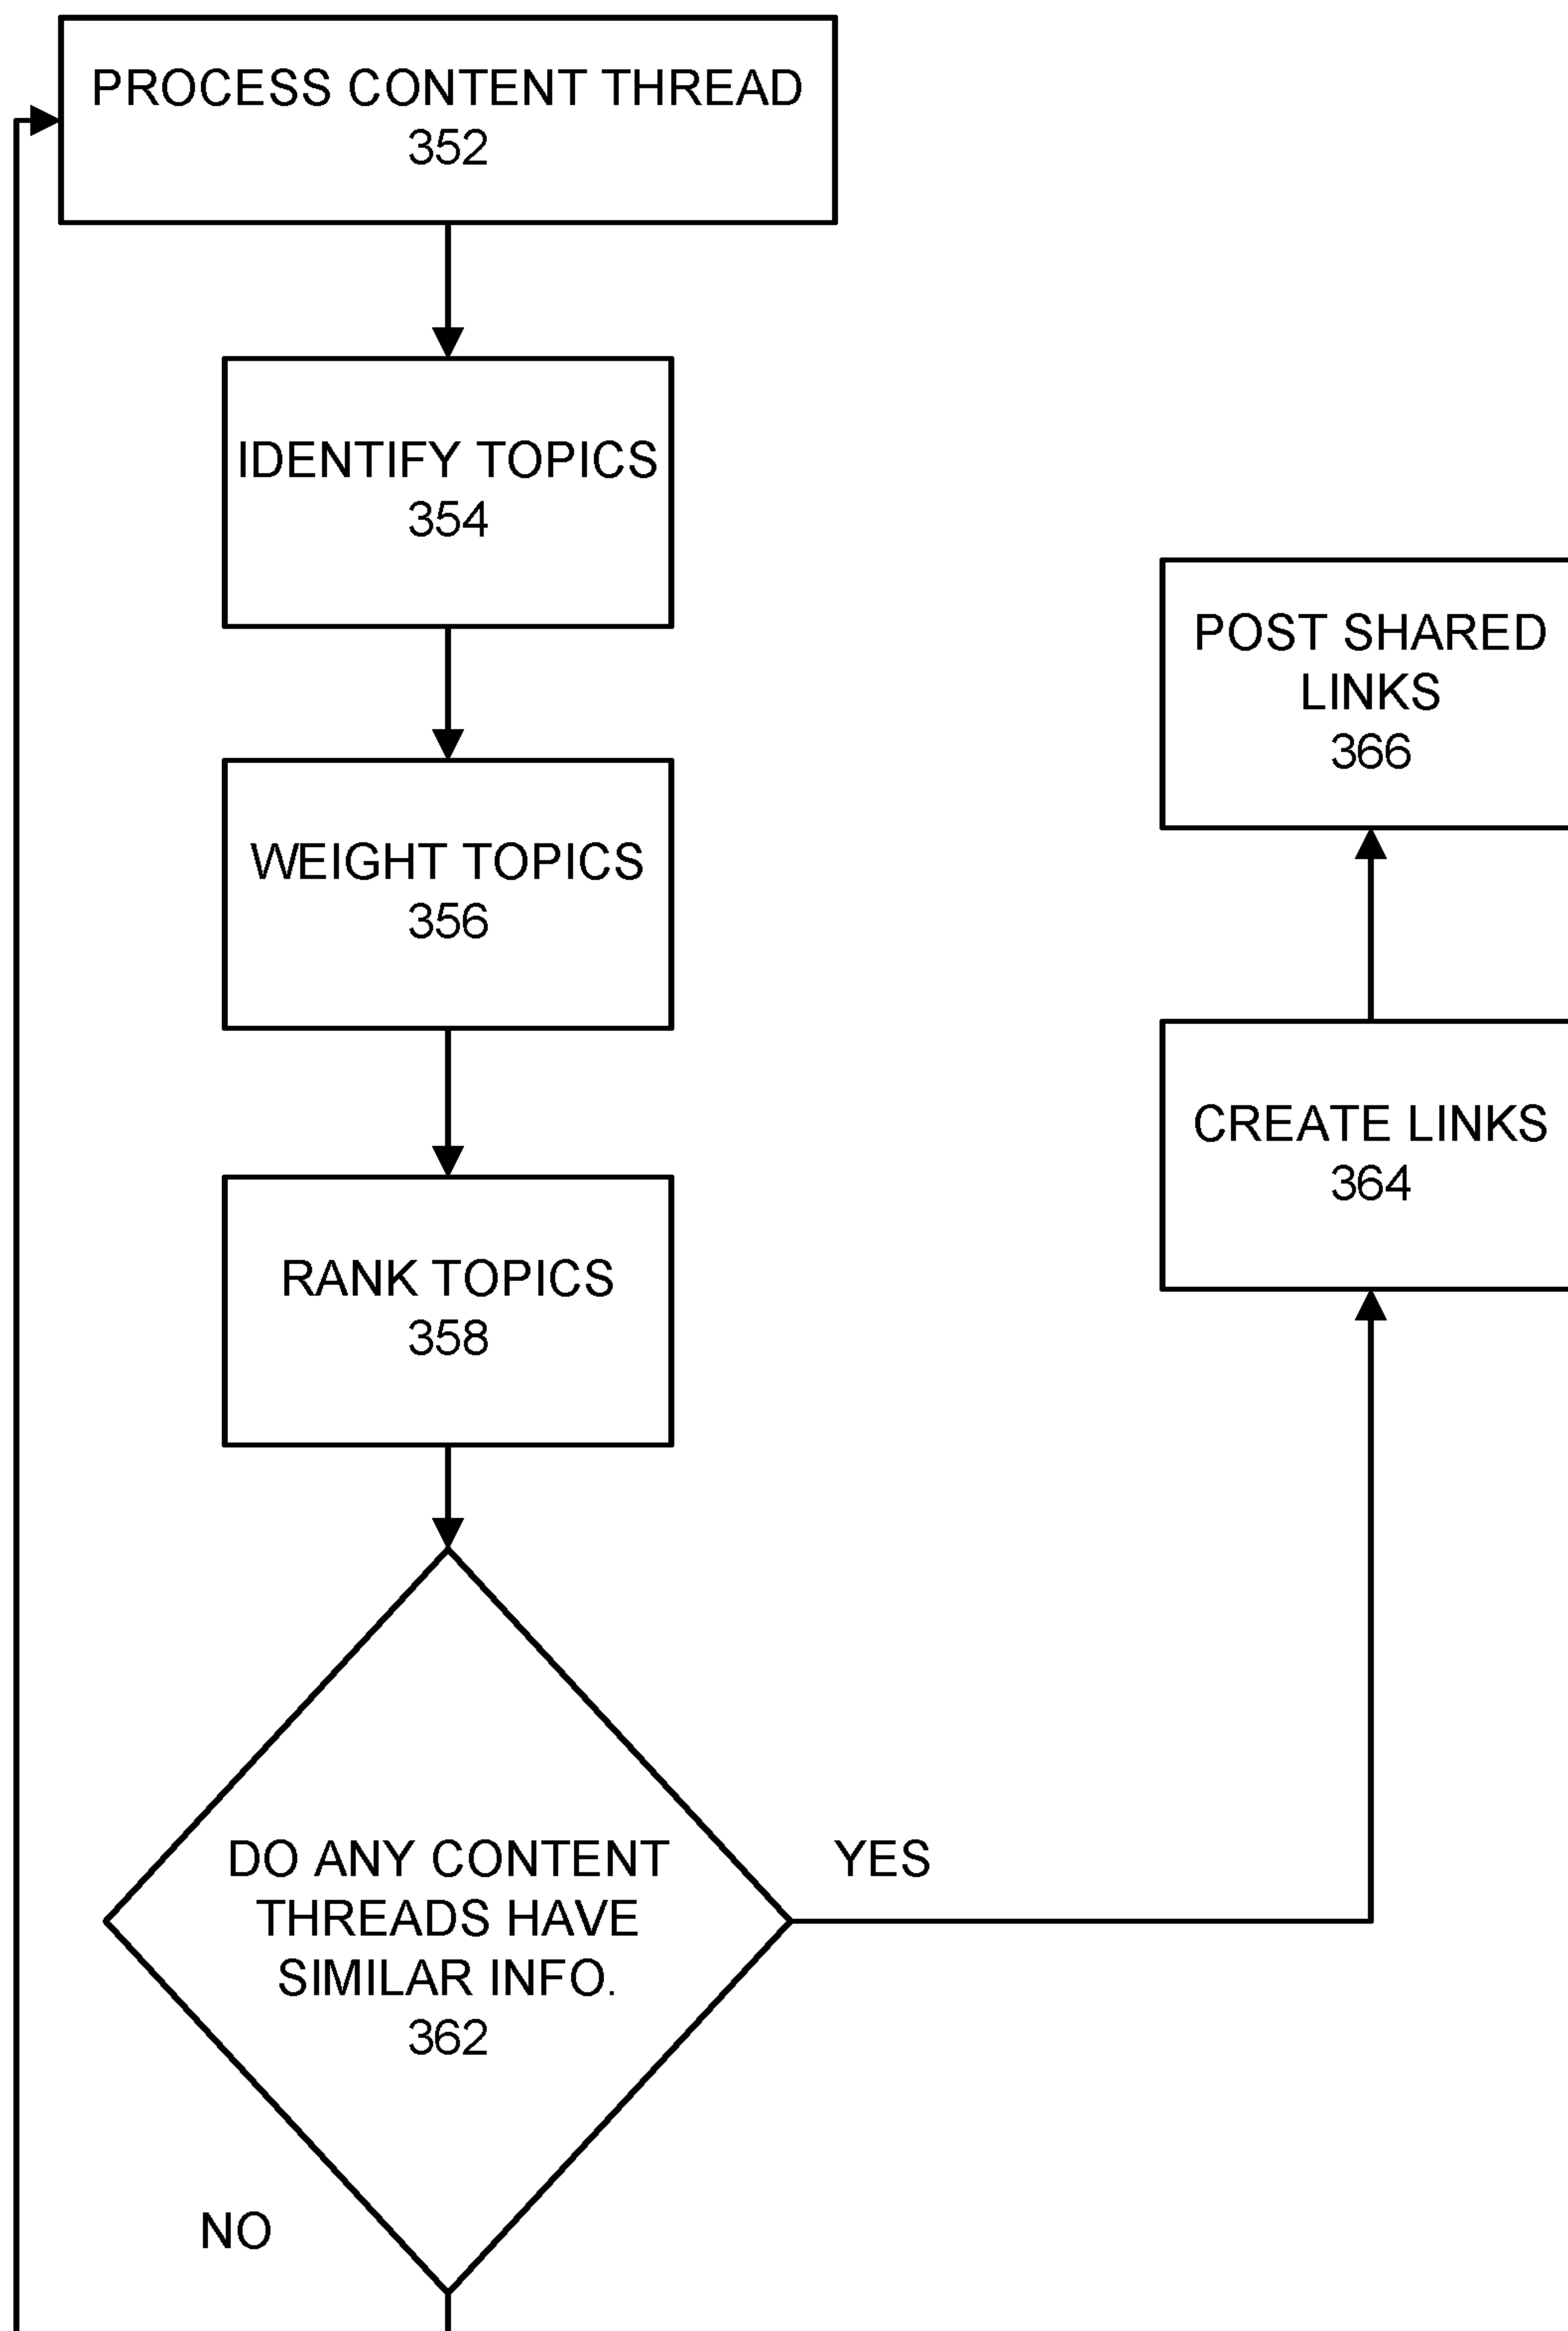 PROCESS CONTENT THREAD
352
IDENTIFY TOPICS
354
WEIGHT TOPICS
356
RANK TOPICS
358
DO ANY CONTENT
THREADS HAVE
SIMILAR INFO.
362
YES
NO
CREATE LINKS
364
POST SHARED
LINKS
366